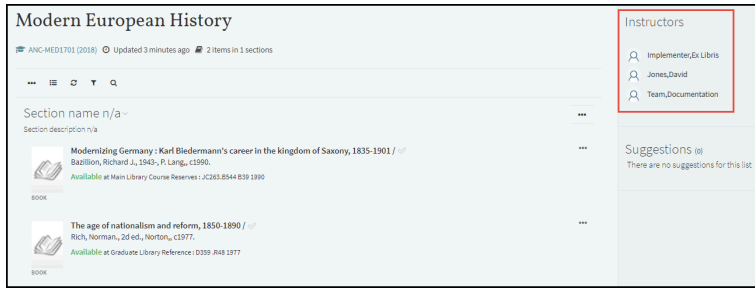 Modern European History
ANC-MED1701 (2018) Updated 3 minutes ago 2 items in 1 sections
Section name n/a
Section description n/a
Modernizing Germany : Karl Biedermann's career in the kingdom of Saxony, 1835-1901 /
Bazillion, Richard J., 1943-, P. Lang,, c1990.
Available at Main Library Course Reserves : JC263.B544 B39 1990
BOOK
The age of nationalism and reform, 1850-1890 /
Rich, Norman., 2d ed., Norton,, c1977.
Available at Graduate Library Reference : D359 .R48 1977
BOOK
Instructors
Implementer,Ex Libris
Jones,David
Team,Documentation
Suggestions (0)
There are no suggestions for this list